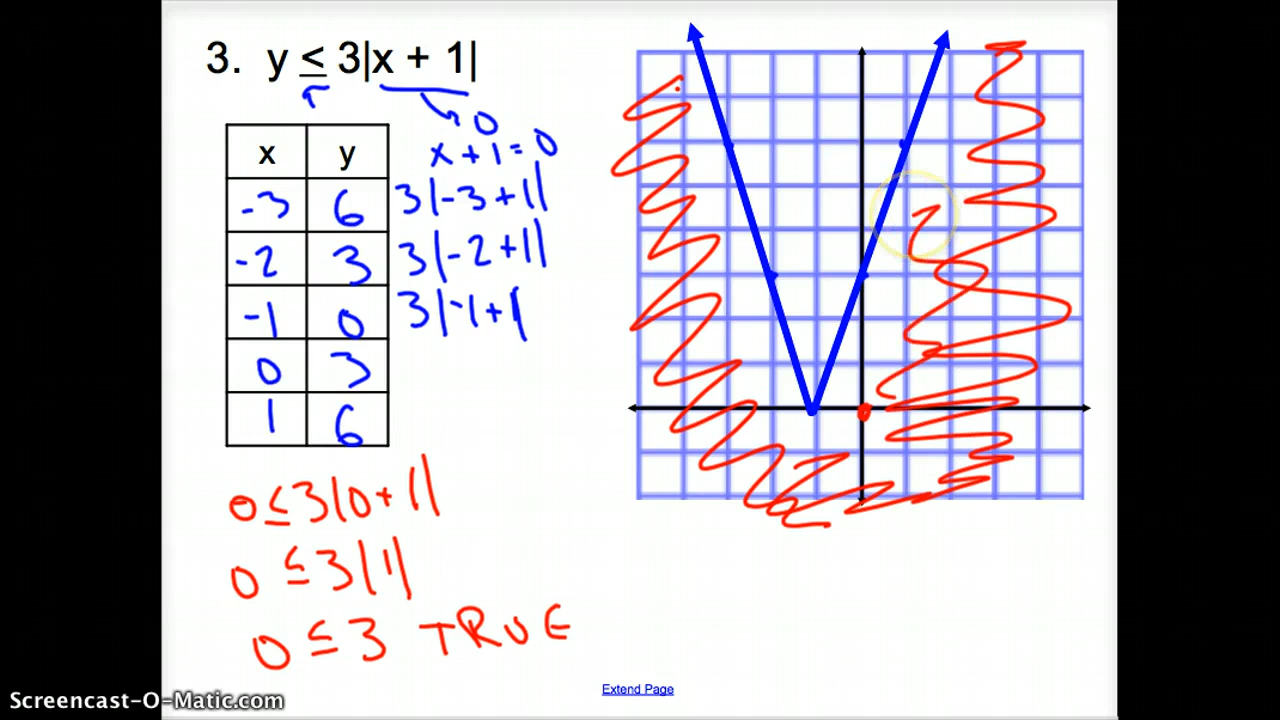 3. y ≤ 3|x + 1|
0
x + 1 = 0
x y
-3 6 3|-3+1|
-2 3 3|-2+1|
-1 0 3|-1+1
0 3
1 6
0 ≤ 3|0+1|
0 ≤ 3|1|
0 ≤ 3 TRUE
Extend Page
Screencast-O-Matic.com